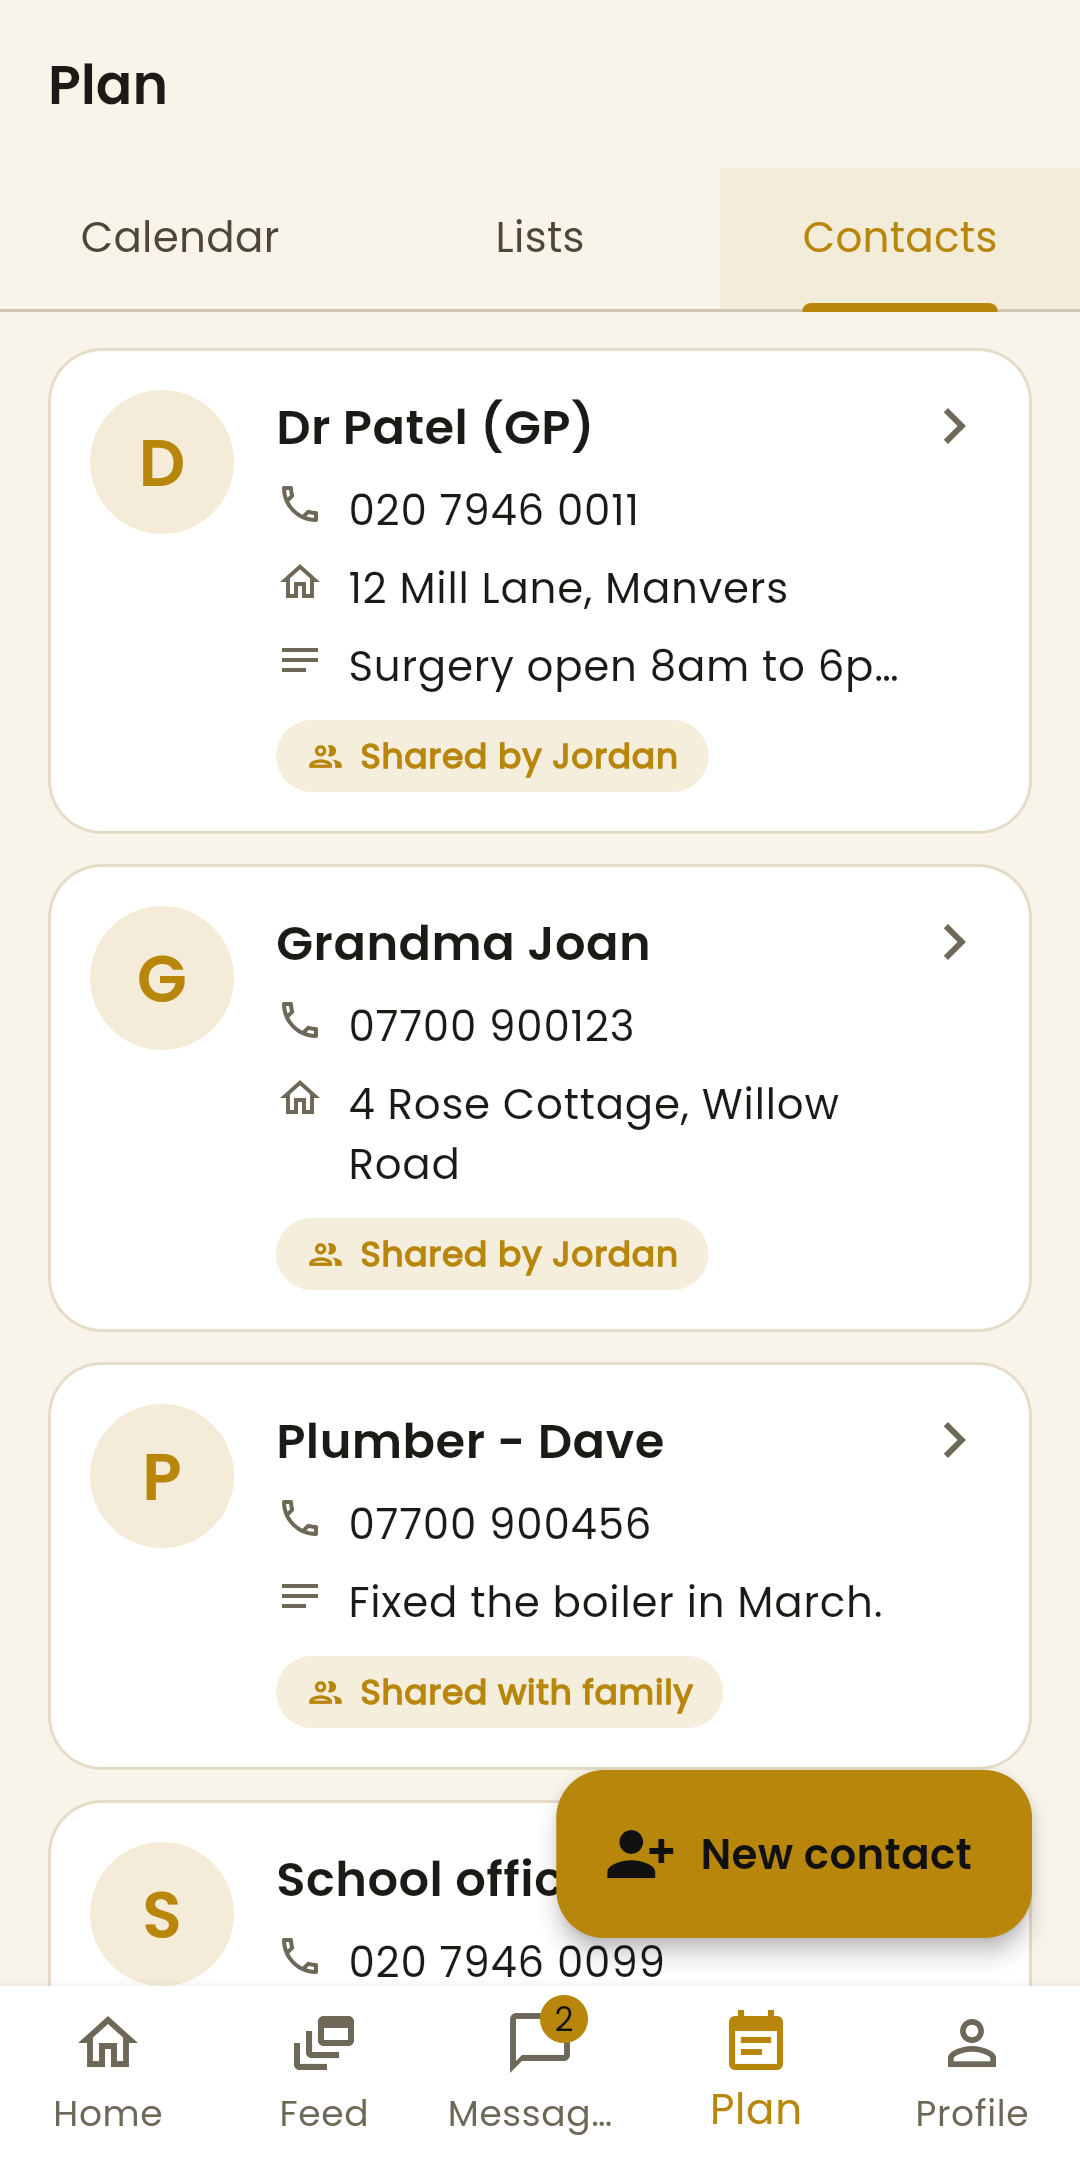 Plan
Calendar
Lists
Contacts
D
Dr Patel (GP)
020 7946 0011
12 Mill Lane, Manvers
Surgery open 8am to 6p...
Shared by Jordan
G
Grandma Joan
07700 900123
4 Rose Cottage, Willow
Road
Shared by Jordan
P
Plumber - Dave
07700 900456
Fixed the boiler in March.
Shared with family
S
School offic
New contact
020 7946 0099
2
Home
Feed
Messag...
Plan
Profile